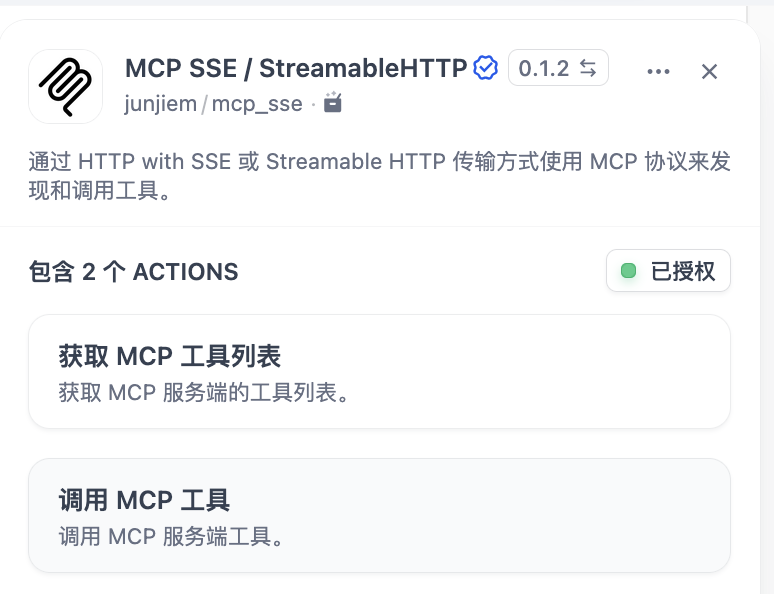 MCP SSE / StreamableHTTP 0.1.2
junjiem / mcp_sse ·
通过 HTTP with SSE 或 Streamable HTTP 传输方式使用 MCP 协议来发
现和调用工具。
包含 2 个 ACTIONS 已授权
获取 MCP 工具列表
获取 MCP 服务端的工具列表。
调用 MCP 工具
调用 MCP 服务端工具。